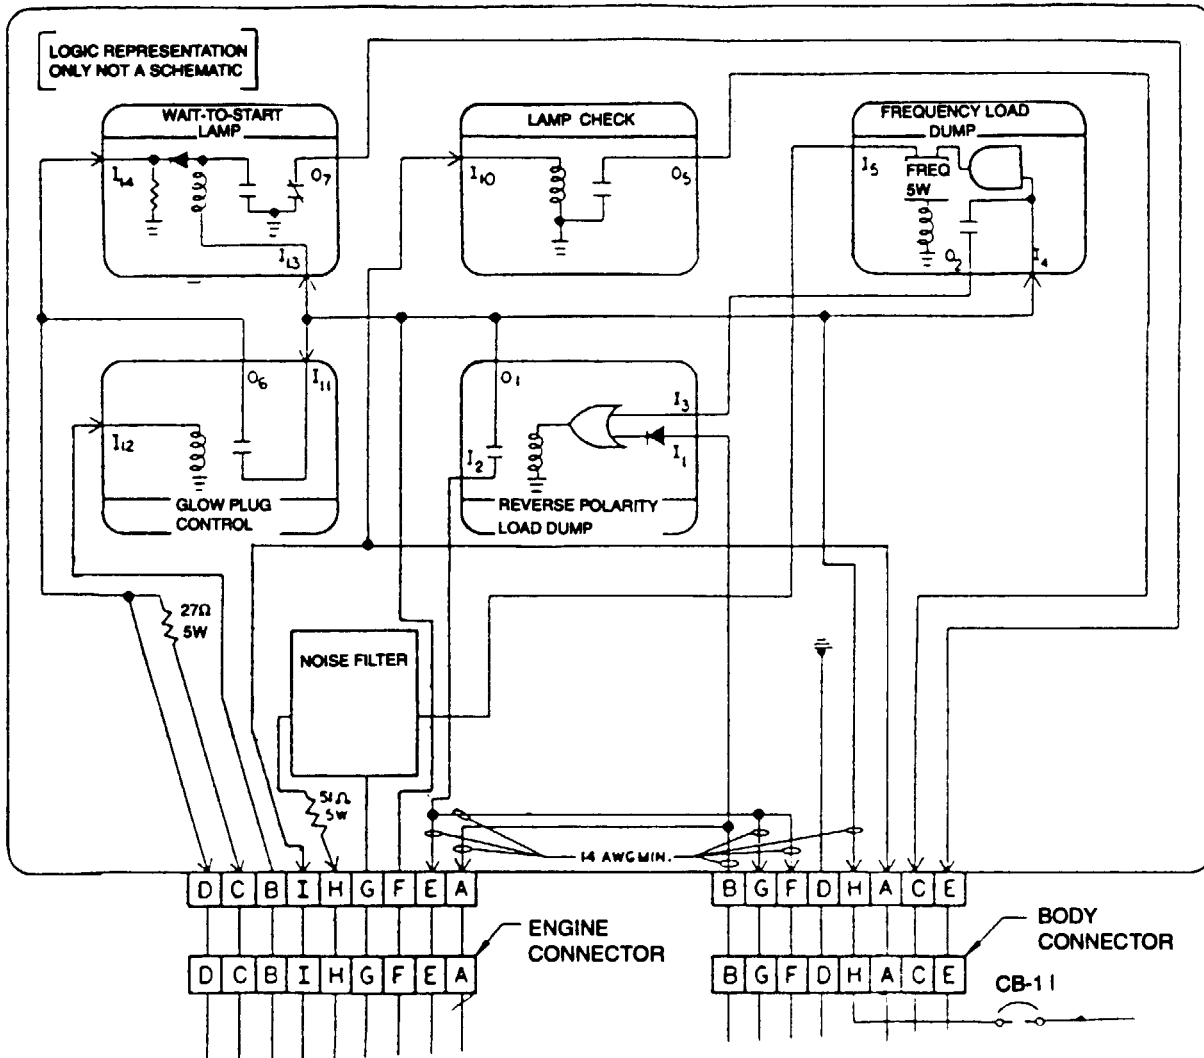 LOGIC REPRESENTATION
ONLY NOT A SCHEMATIC
WAIT-TO-START
LAMP
I14
O7
I13
LAMP CHECK
I10
O5
FREQUENCY LOAD
DUMP
I5
FREQ
5W
O2
I4
O6
I11
I12
GLOW PLUG
CONTROL
O1
I3
I2
I1
REVERSE POLARITY
LOAD DUMP
27Ω
5W
NOISE FILTER
51Ω
5W
14 AWG MIN.
D C B I H G F E A
B G F D H A C E
ENGINE
CONNECTOR
BODY
CONNECTOR
D C B I H G F E A
B G F D H A C E
CB-11